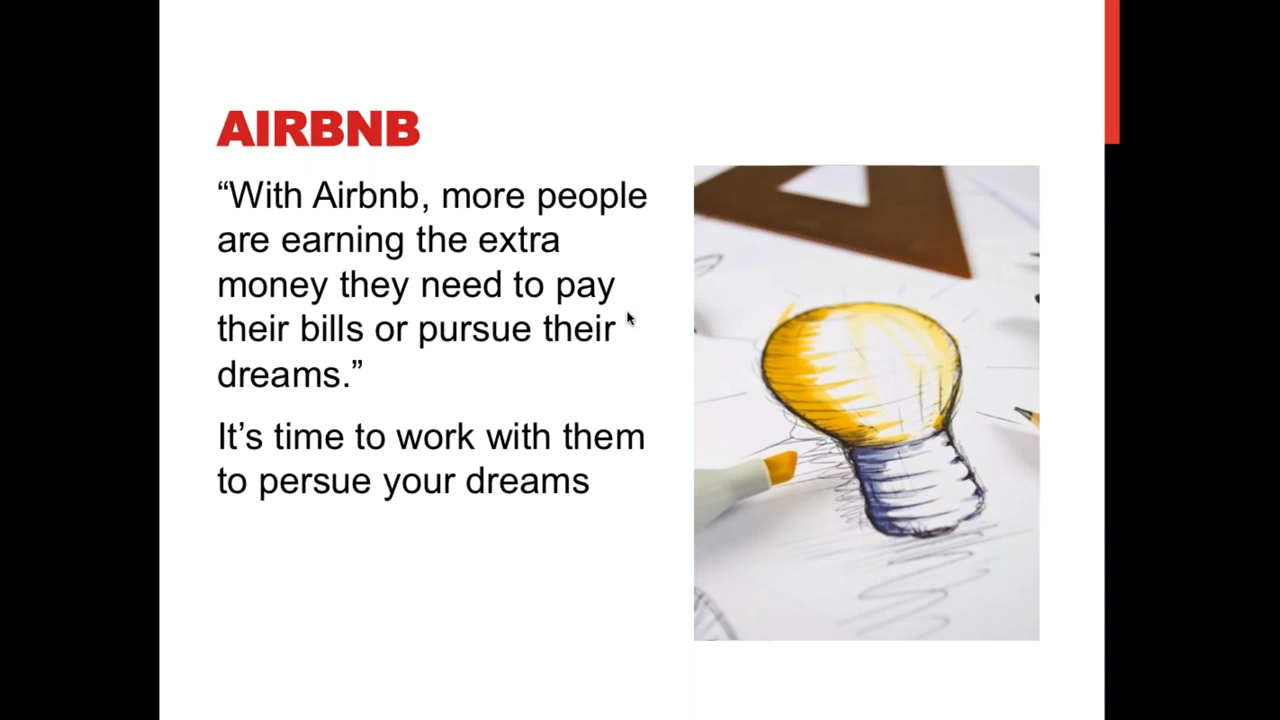 AIRBNB
“With Airbnb, more people
are earning the extra
money they need to pay
their bills or pursue their
dreams.”
It’s time to work with them
to persue your dreams